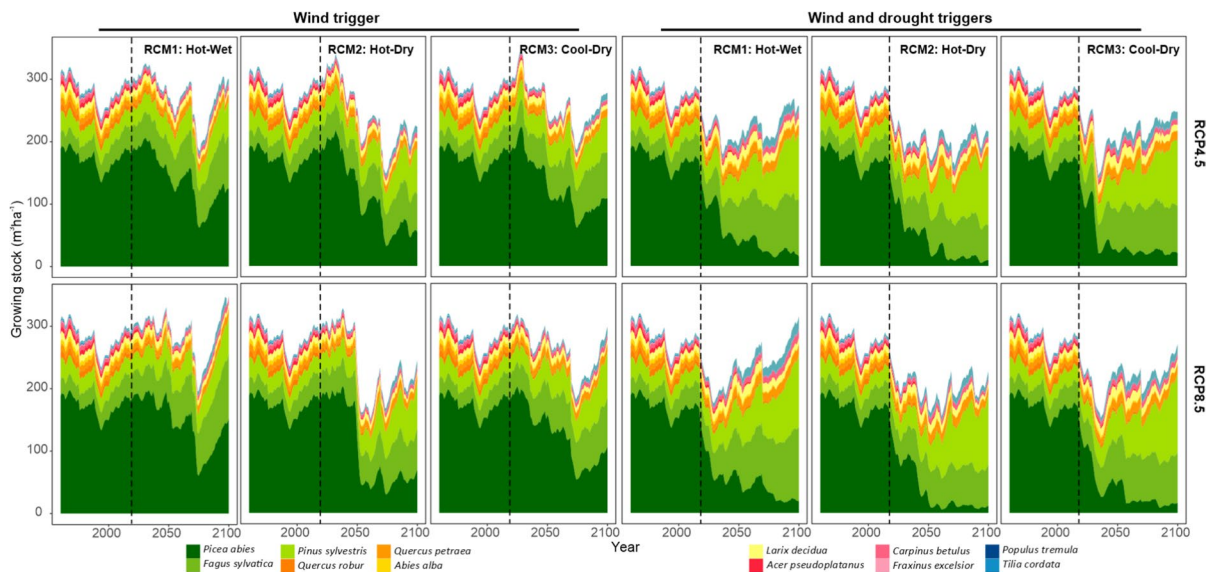 Wind trigger
Wind and drought triggers
RCM1: Hot-Wet
RCM2: Hot-Dry
RCM3: Cool-Dry
RCM1: Hot-Wet
RCM2: Hot-Dry
RCM3: Cool-Dry
300
200
100
0
RCP4.5
Growing stock (m³ha⁻¹)
300
200
100
0
RCP8.5
2000 2050 2100
2000 2050 2100
2000 2050 2100
2000 2050 2100
2000 2050 2100
2000 2050 2100
Year
Picea abies
Fagus sylvatica
Pinus sylvestris
Quercus robur
Quercus petraea
Abies alba
Larix decidua
Acer pseudoplatanus
Carpinus betulus
Fraxinus excelsior
Populus tremula
Tilia cordata